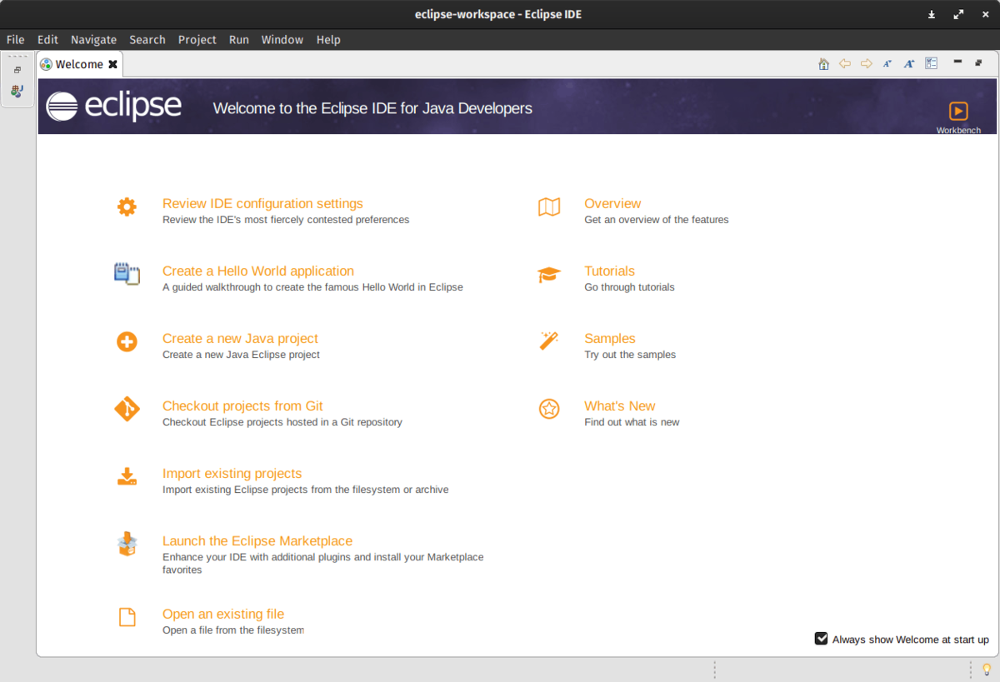 eclipse-workspace - Eclipse IDE
File Edit Navigate Search Project Run Window Help
Welcome
eclipse
Welcome to the Eclipse IDE for Java Developers
Workbench
Review IDE configuration settings
Review the IDE's most fiercely contested preferences
Create a Hello World application
A guided walkthrough to create the famous Hello World in Eclipse
Create a new Java project
Create a new Java Eclipse project
Checkout projects from Git
Checkout Eclipse projects hosted in a Git repository
Import existing projects
Import existing Eclipse projects from the filesystem or archive
Launch the Eclipse Marketplace
Enhance your IDE with additional plugins and install your Marketplace
favorites
Open an existing file
Open a file from the filesystem
Overview
Get an overview of the features
Tutorials
Go through tutorials
Samples
Try out the samples
What's New
Find out what is new
Always show Welcome at start up